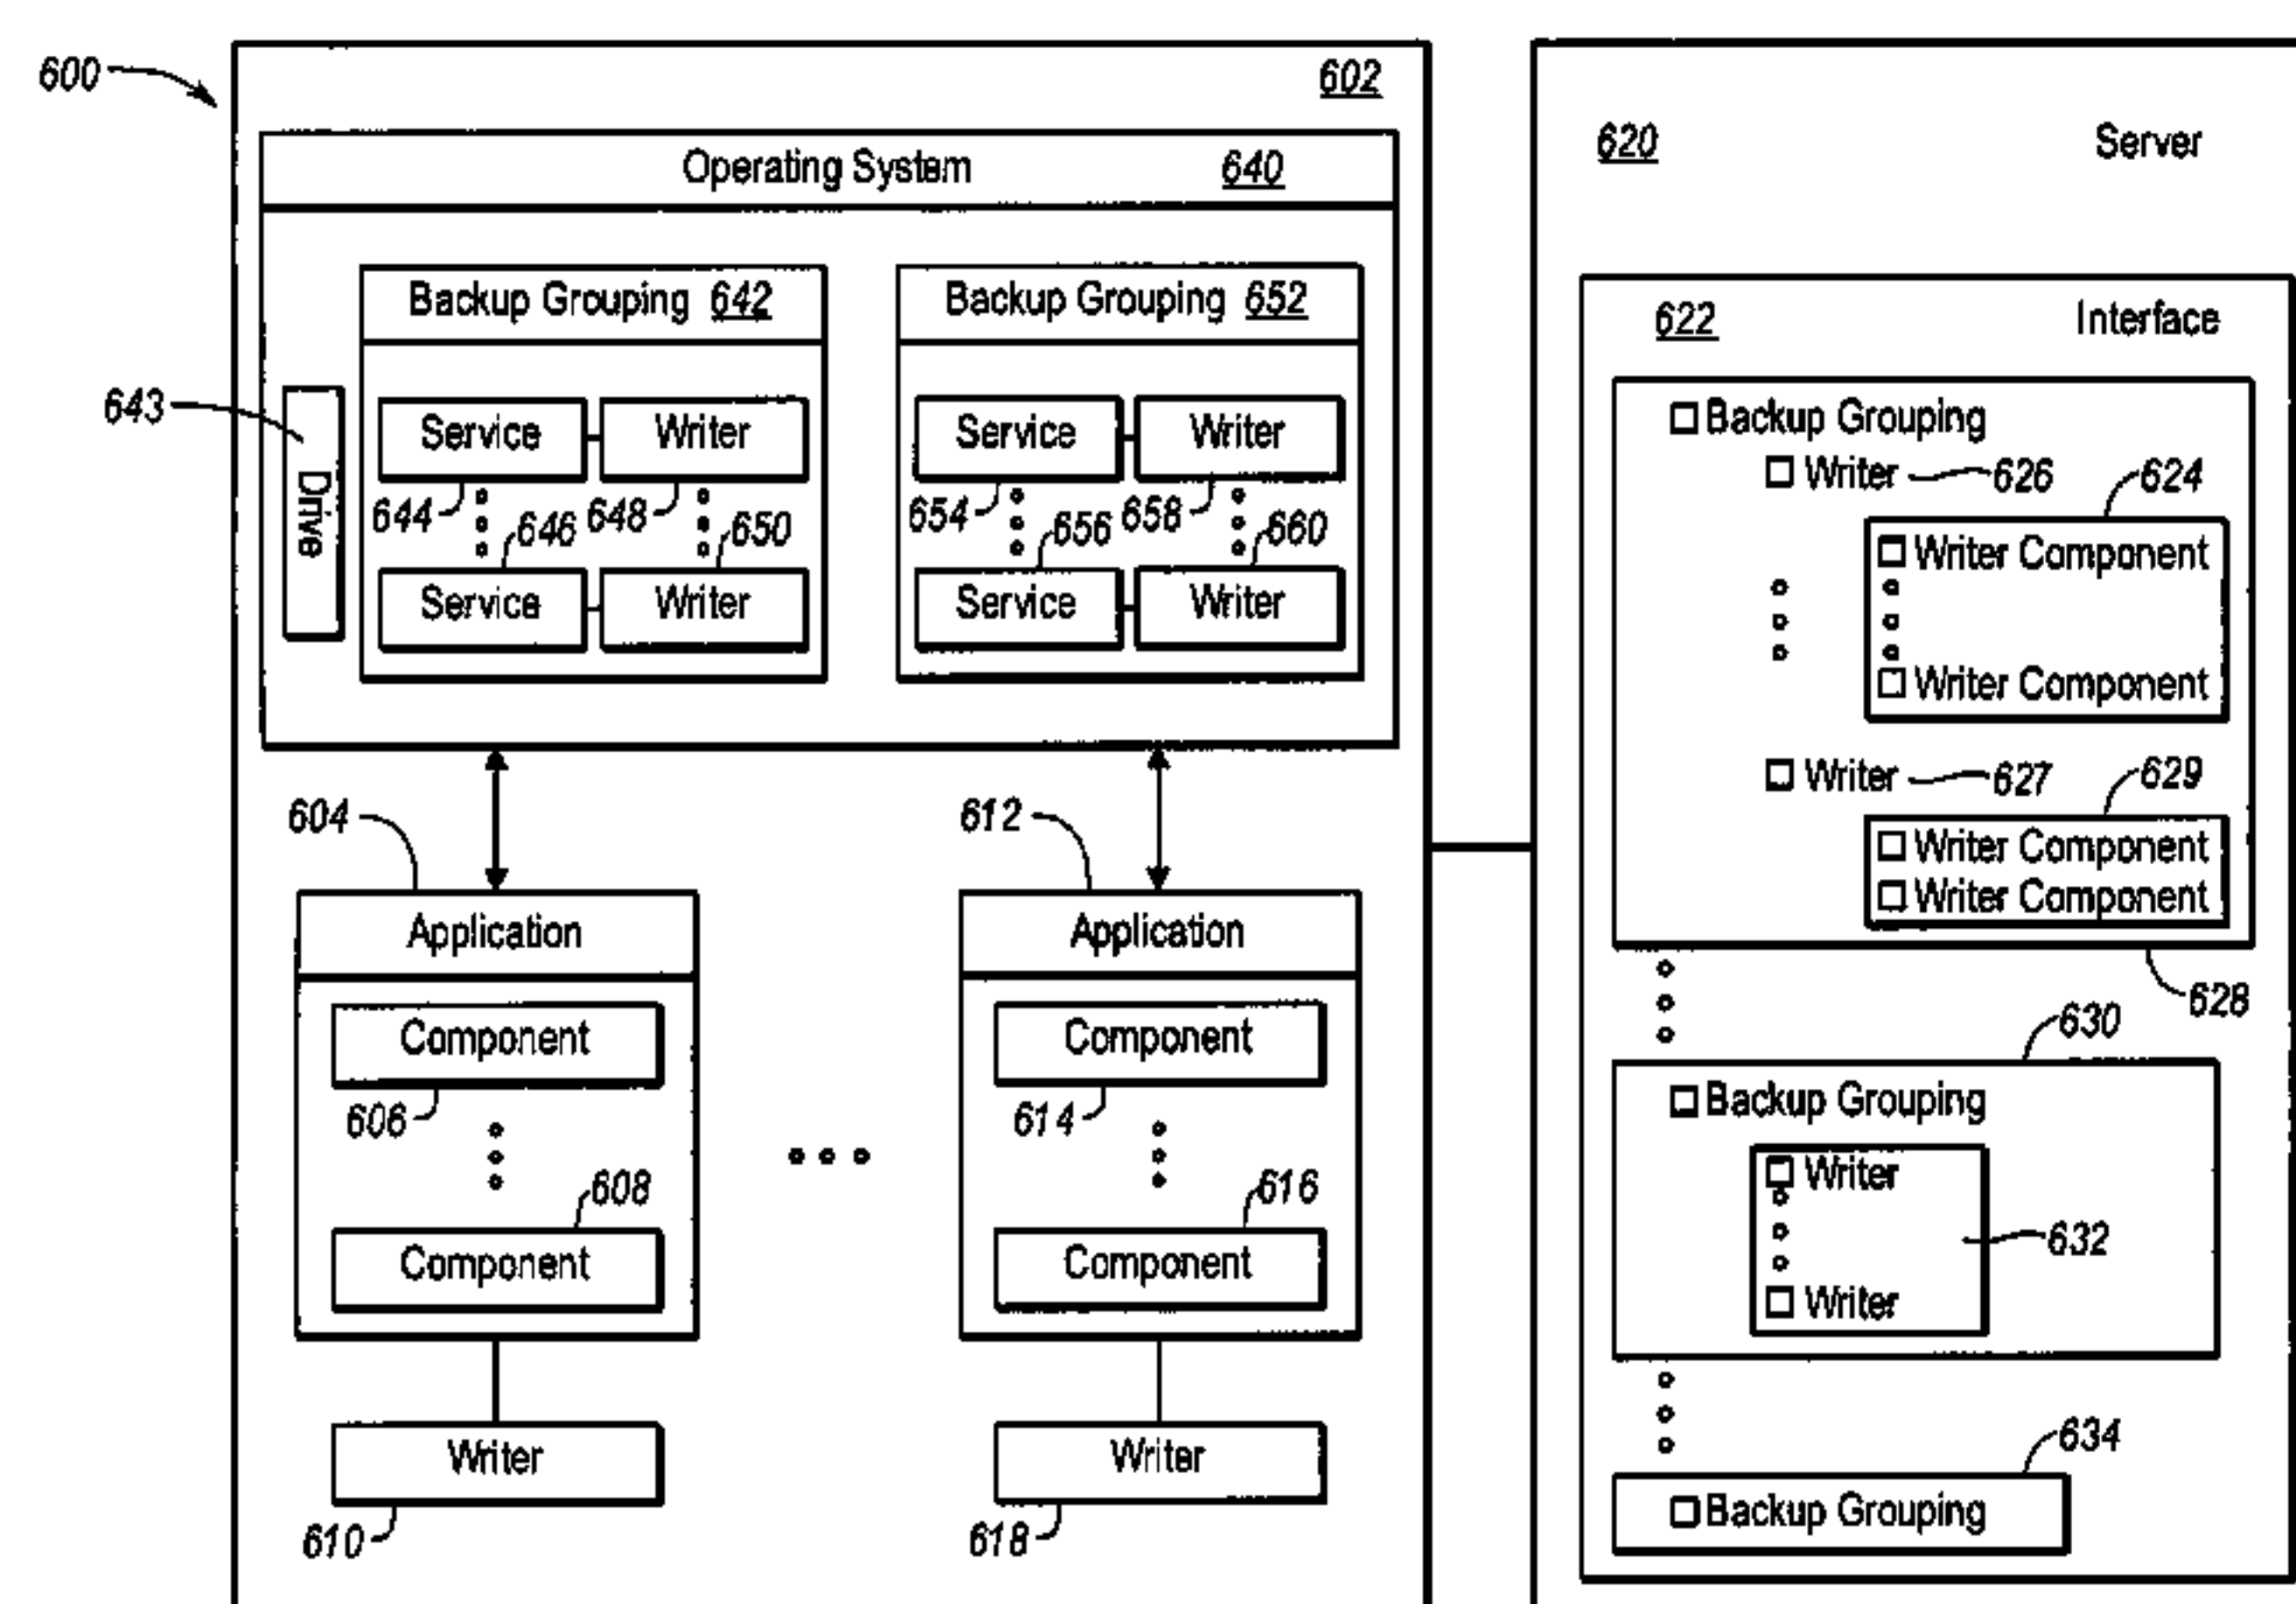 600
602
Operating System 640
Backup Grouping 642
Backup Grouping 652
643
Drive
Service
Writer
Service
Writer
644
648
654
658
646
650
656
660
Service
Writer
Service
Writer
604
612
Application
Application
Component
Component
606
614
608
616
Component
Component
Writer
Writer
610
618
620 Server
622 Interface
Backup Grouping
Writer 626
624
Writer Component
Writer Component
Writer 627
629
Writer Component
Writer Component
628
630
Backup Grouping
Writer
632
Writer
634
Backup Grouping